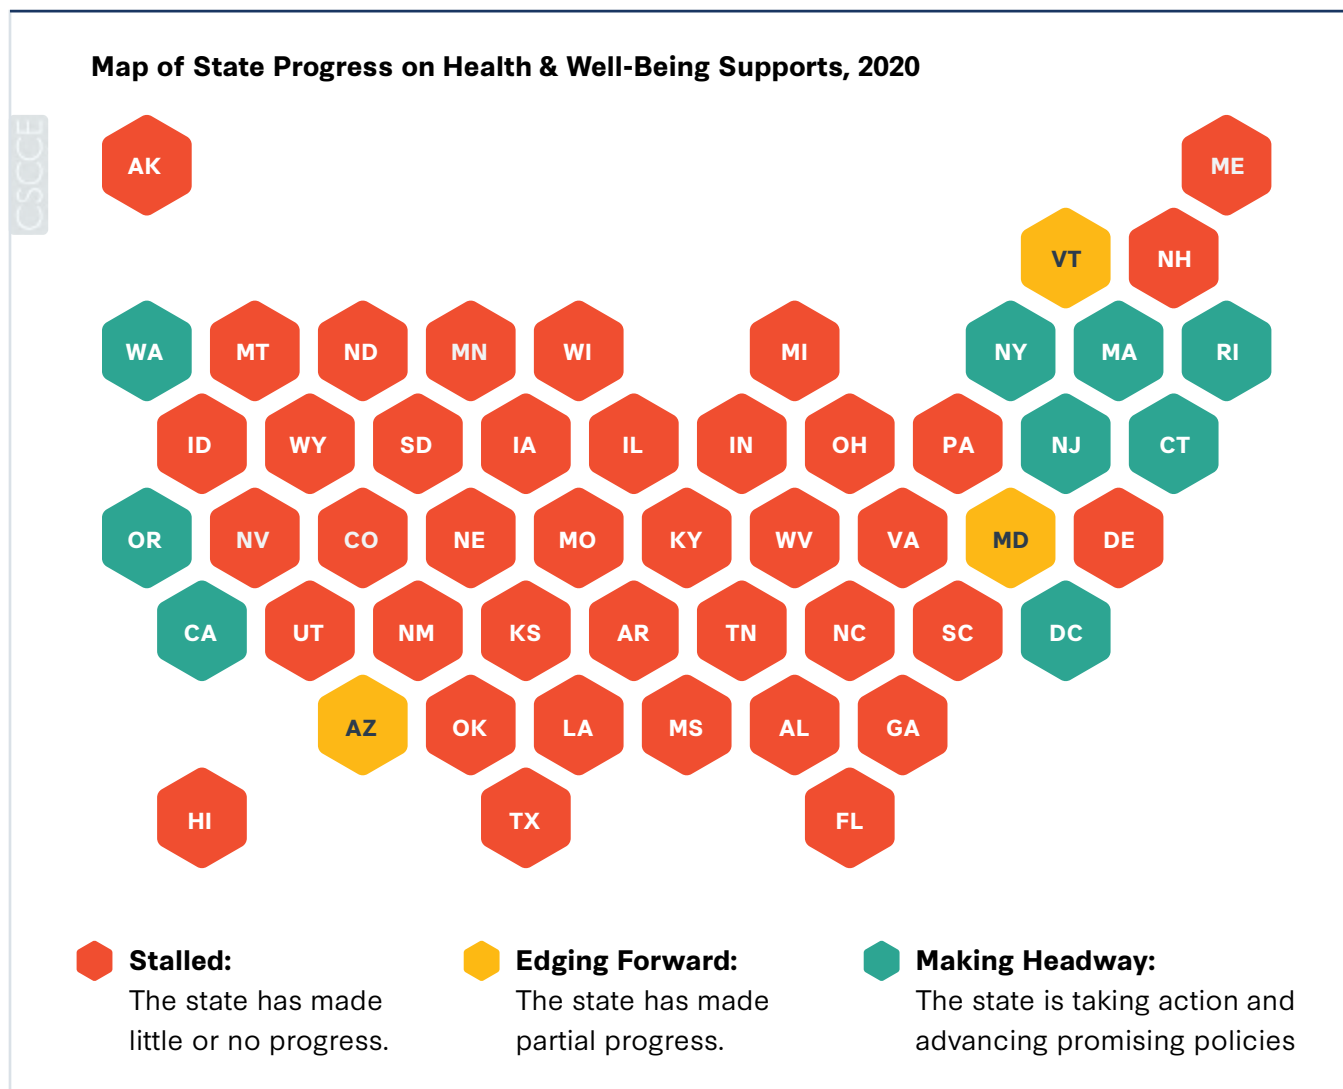 Map of State Progress on Health & Well-Being Supports, 2020
CSCCE
AK
ME
VT
NH
WA
MT
ND
MN
WI
MI
NY
MA
RI
ID
WY
SD
IA
IL
IN
OH
PA
NJ
CT
OR
NV
CO
NE
MO
KY
WV
VA
MD
DE
CA
UT
NM
KS
AR
TN
NC
SC
DC
AZ
OK
LA
MS
AL
GA
HI
TX
FL
Stalled:
The state has made
little or no progress.
Edging Forward:
The state has made
partial progress.
Making Headway:
The state is taking action and
advancing promising policies